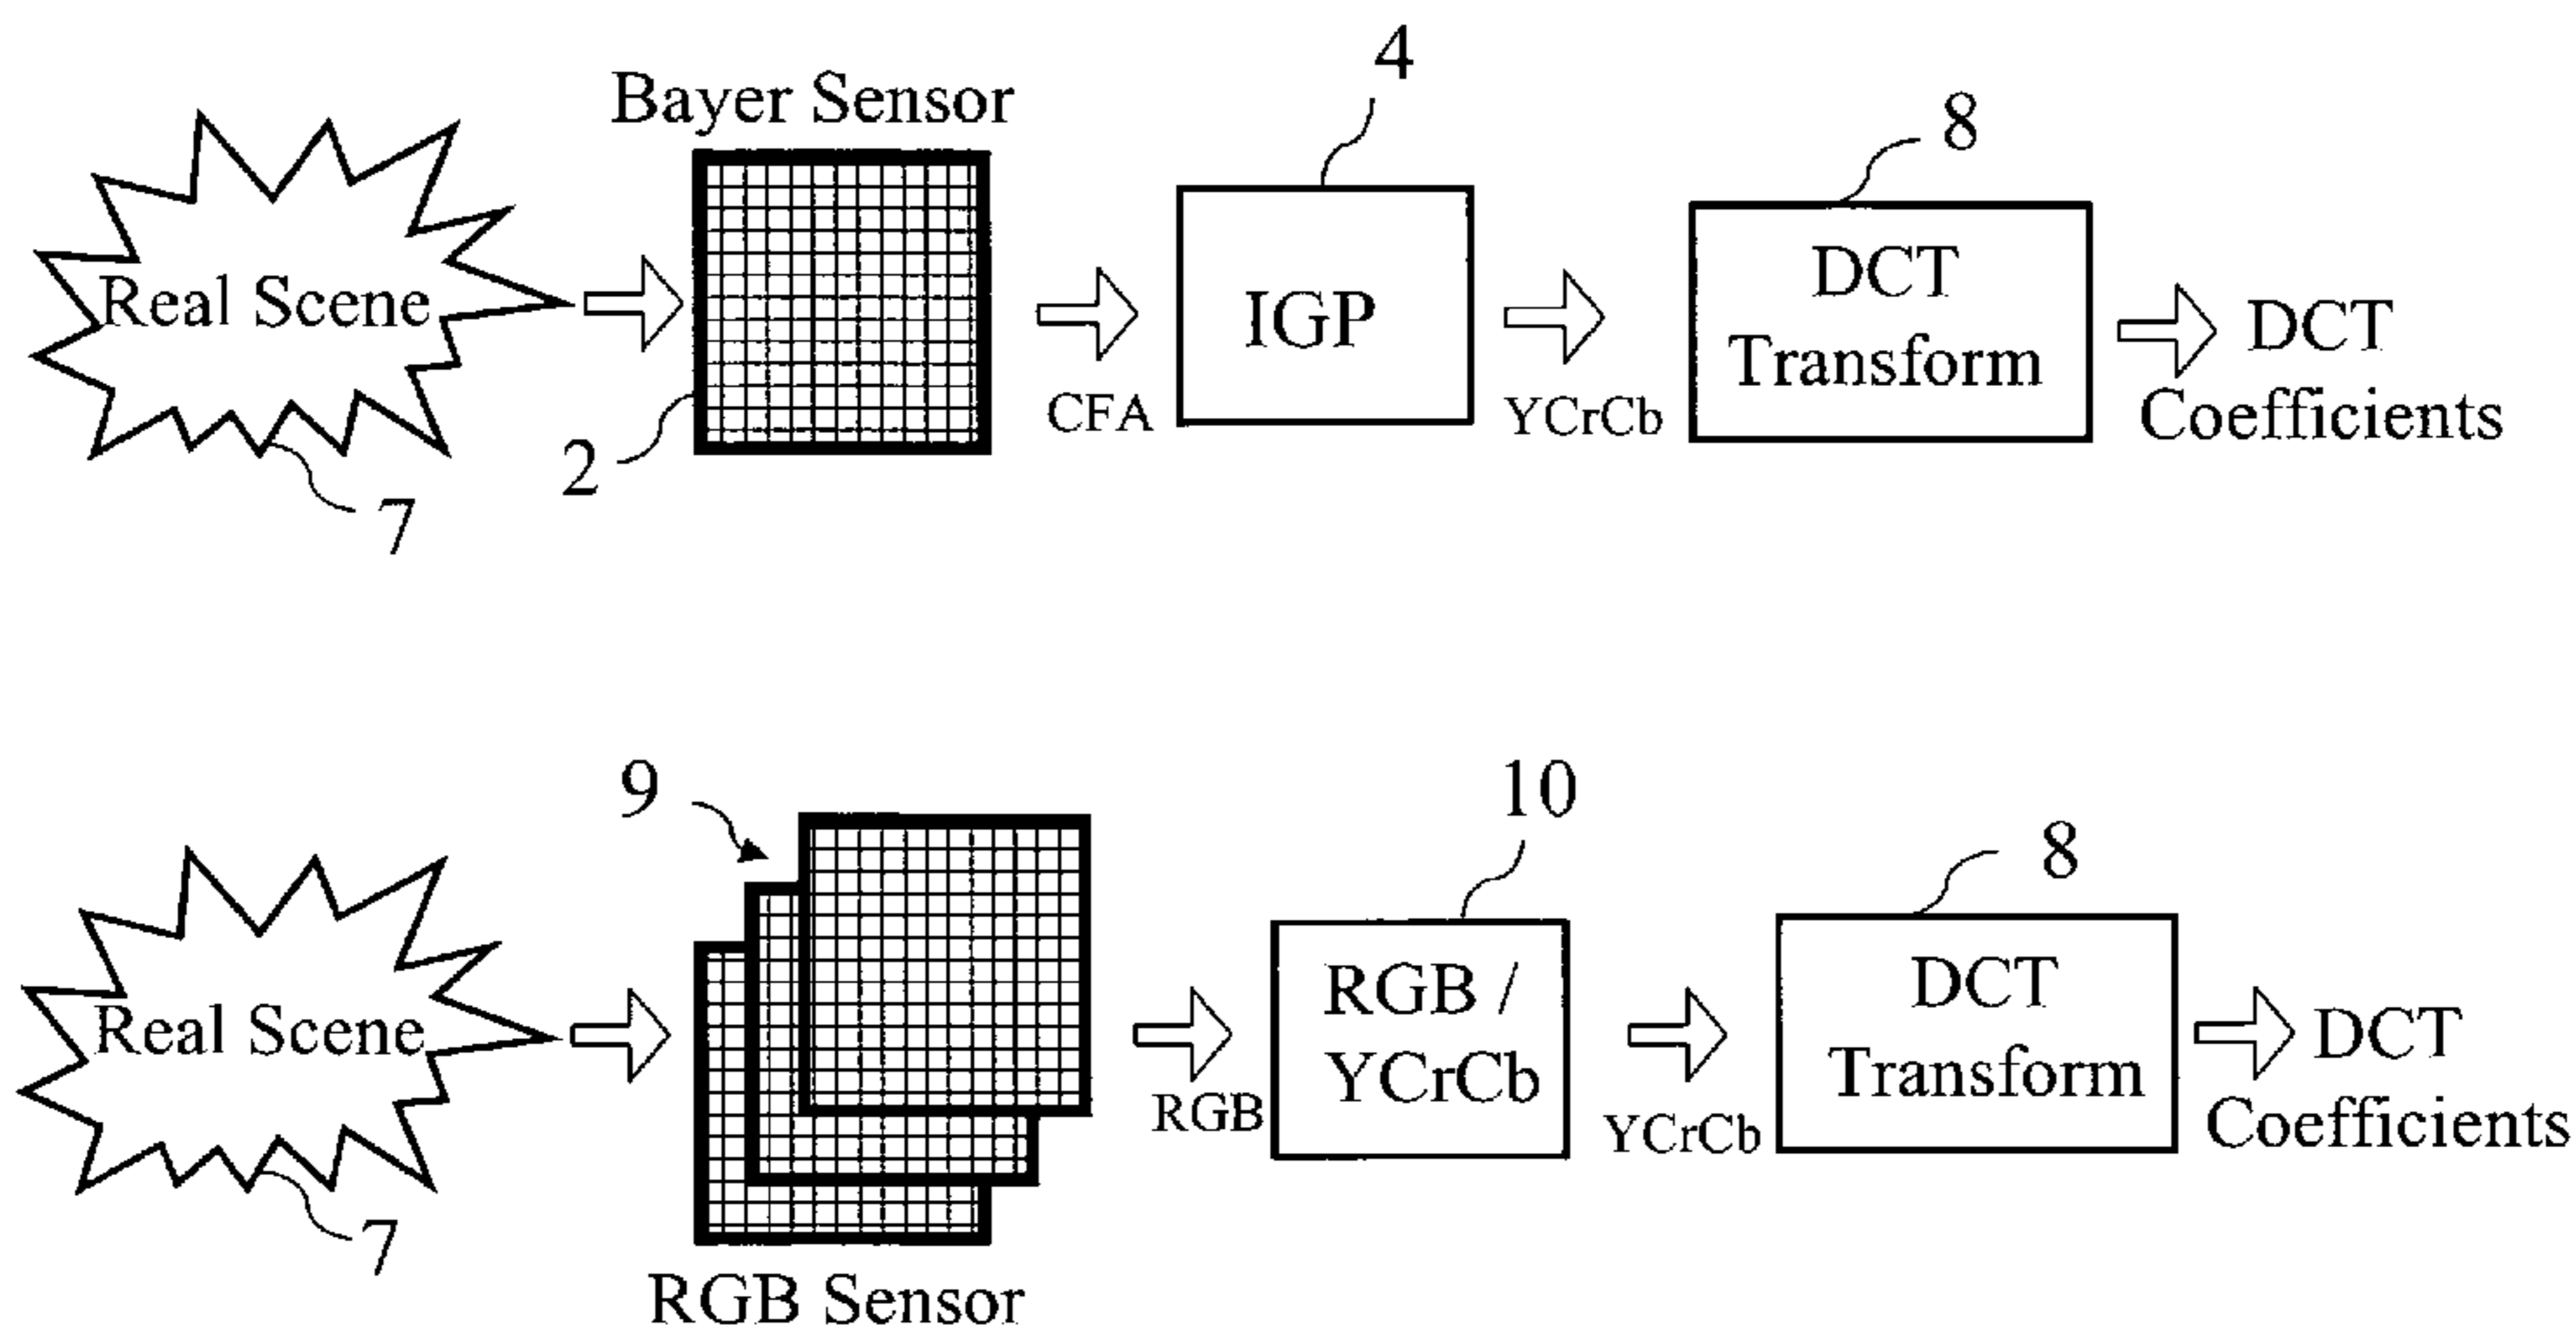 4
Bayer Sensor
8
Real Scene
IGP
DCT
Transform
DCT
Coefficients
CFA
YCrCb
2
7
9
10
8
Real Scene
RGB /
YCrCb
DCT
Transform
DCT
Coefficients
RGB
YCrCb
7
RGB Sensor